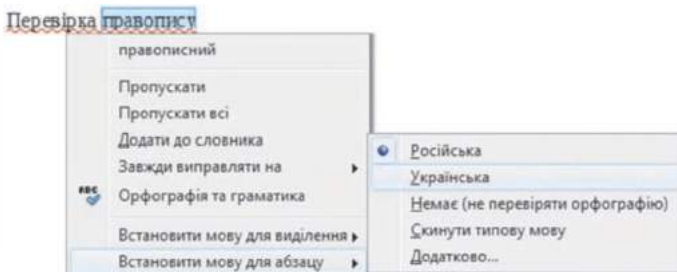 Перевірка правопису
правописний
Пропускати
Пропускати всі
Додати до словника
Завжди виправляти на
ABC
Орфографія та граматика
Встановити мову для виділення
Встановити мову для абзацу
Російська
Українська
Немає (не перевіряти орфографію)
Скинути типову мову
Додатково...